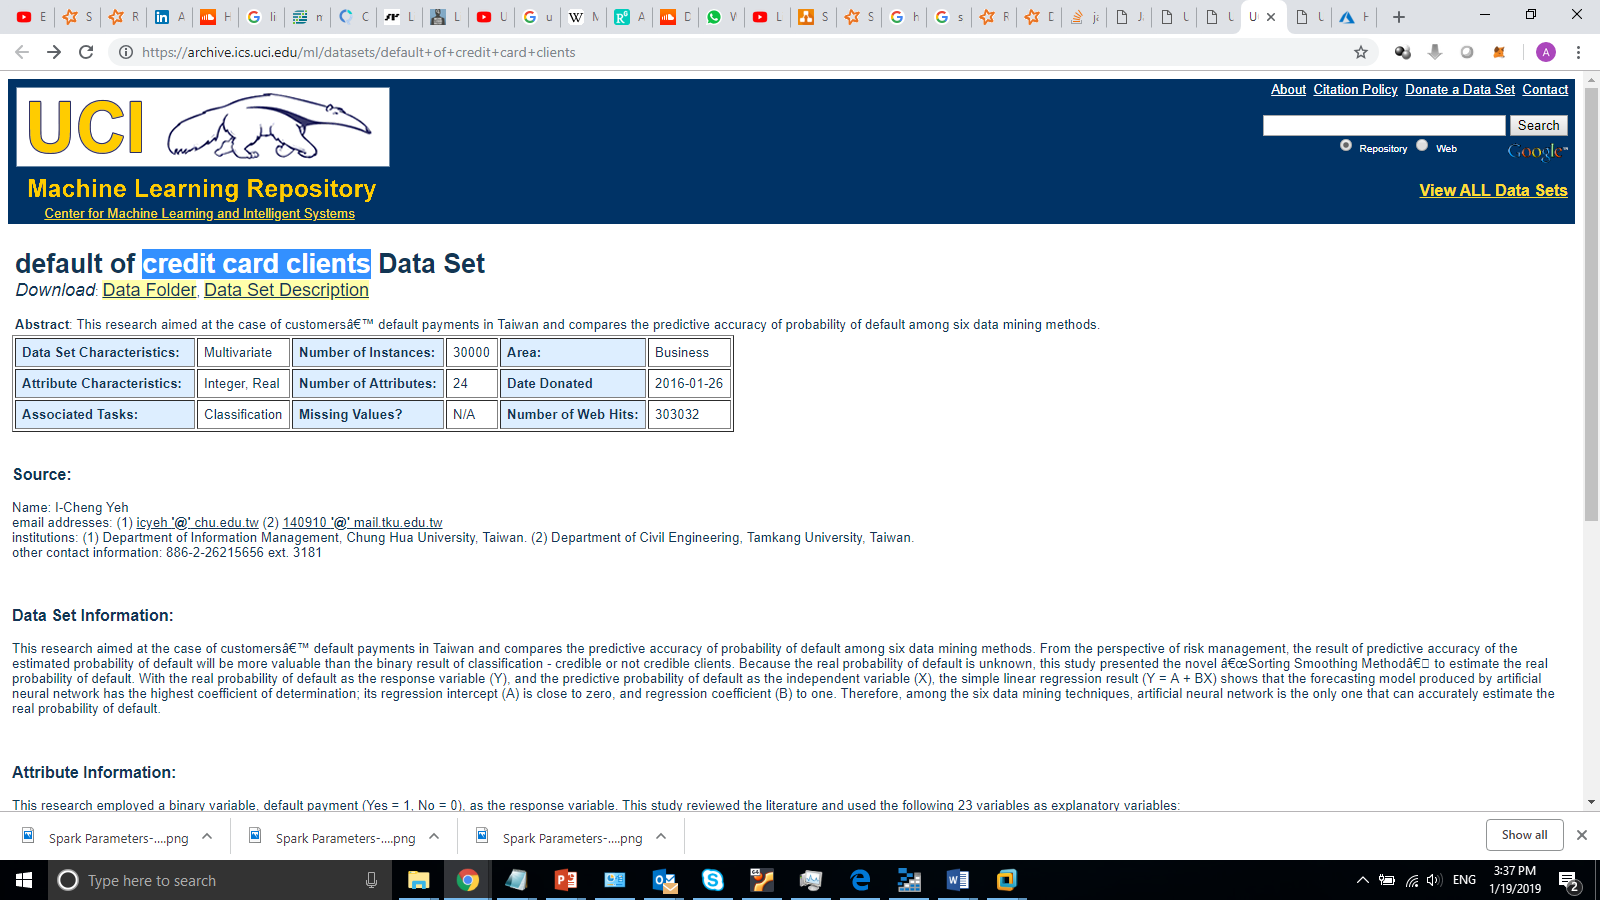 E
S
R
in A
H
G li
n
C
L
L
U
G u
W M
R A
D
W
L
S
S
G h
G s
R
D
ja
Ja
U
U
U
U
H
https://archive.ics.uci.edu/ml/datasets/default+of+credit+card+clients
A
About Citation Policy Donate a Data Set Contact
UCI
Search
Repository Web Google™
Machine Learning Repository
View ALL Data Sets
Center for Machine Learning and Intelligent Systems
default of credit card clients Data Set
Download: Data Folder, Data Set Description
Abstract: This research aimed at the case of customersâ€™ default payments in Taiwan and compares the predictive accuracy of probability of default among six data mining methods.
Data Set Characteristics: Multivariate Number of Instances: 30000 Area: Business
Attribute Characteristics: Integer, Real Number of Attributes: 24 Date Donated 2016-01-26
Associated Tasks: Classification Missing Values? N/A Number of Web Hits: 303032
Source:
Name: I-Cheng Yeh
email addresses: (1) icyeh '@' chu.edu.tw (2) 140910 '@' mail.tku.edu.tw
institutions: (1) Department of Information Management, Chung Hua University, Taiwan. (2) Department of Civil Engineering, Tamkang University, Taiwan.
other contact information: 886-2-26215656 ext. 3181
Data Set Information:
This research aimed at the case of customersâ€™ default payments in Taiwan and compares the predictive accuracy of probability of default among six data mining methods. From the perspective of risk management, the result of predictive accuracy of the
estimated probability of default will be more valuable than the binary result of classification - credible or not credible clients. Because the real probability of default is unknown, this study presented the novel â€œSorting Smoothing Methodâ€ to estimate the real
probability of default. With the real probability of default as the response variable (Y), and the predictive probability of default as the independent variable (X), the simple linear regression result (Y = A + BX) shows that the forecasting model produced by artificial
neural network has the highest coefficient of determination; its regression intercept (A) is close to zero, and regression coefficient (B) to one. Therefore, among the six data mining techniques, artificial neural network is the only one that can accurately estimate the
real probability of default.
Attribute Information:
This research employed a binary variable, default payment (Yes = 1, No = 0), as the response variable. This study reviewed the literature and used the following 23 variables as explanatory variables:
Spark Parameters-....png Spark Parameters-....png Spark Parameters-....png Show all
Type here to search
ENG
3:37 PM
1/19/2019
2